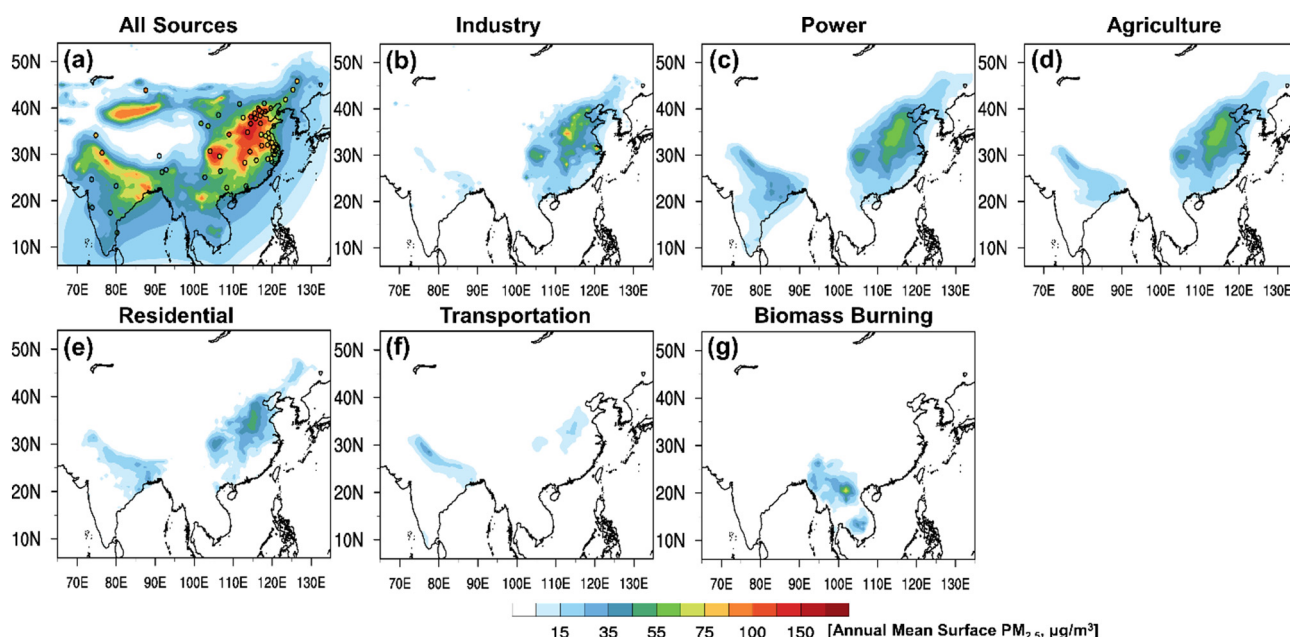 All Sources Industry Power Agriculture
(a) (b) (c) (d)
50N 50N 50N 50N
40N 40N 40N 40N
30N 30N 30N 30N
20N 20N 20N 20N
10N 10N 10N 10N
70E 80E 90E 100E 110E 120E 130E 70E 80E 90E 100E 110E 120E 130E 70E 80E 90E 100E 110E 120E 130E 70E 80E 90E 100E 110E 120E 130E
Residential Transportation Biomass Burning
(e) (f) (g)
50N 50N 50N
40N 40N 40N
30N 30N 30N
20N 20N 20N
10N 10N 10N
70E 80E 90E 100E 110E 120E 130E 70E 80E 90E 100E 110E 120E 130E 70E 80E 90E 100E 110E 120E 130E
15 35 55 75 100 150 [Annual Mean Surface PM2.5, µg/m³]